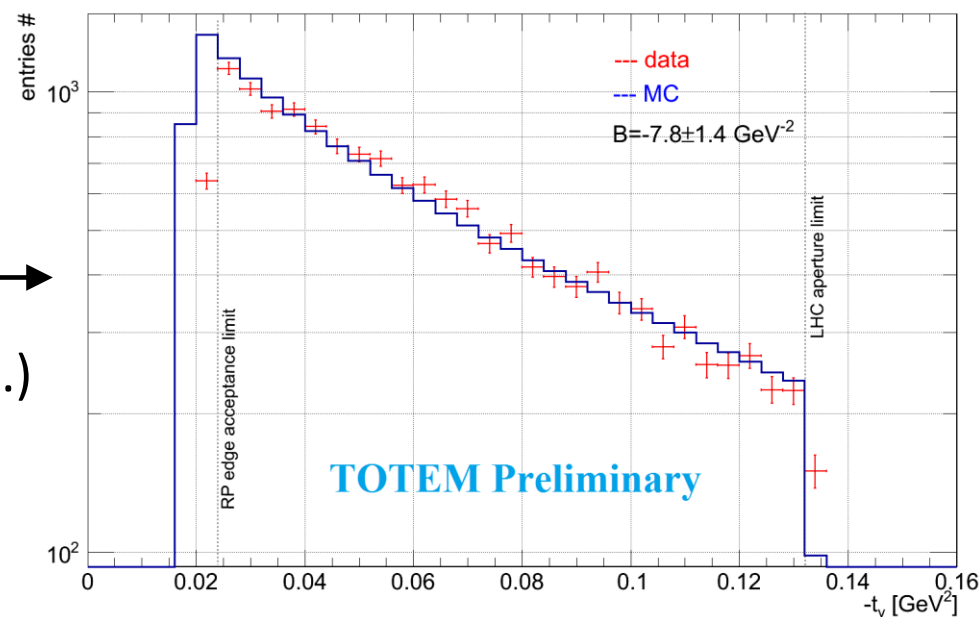 entries #
10³
10²
--- data
--- MC
B=-7.8±1.4 GeV⁻²
RP edge acceptance limit
LHC aperture limit
.)
TOTEM Preliminary
0 0.02 0.04 0.06 0.08 0.1 0.12 0.14 0.16
-tᵧ [GeV²]